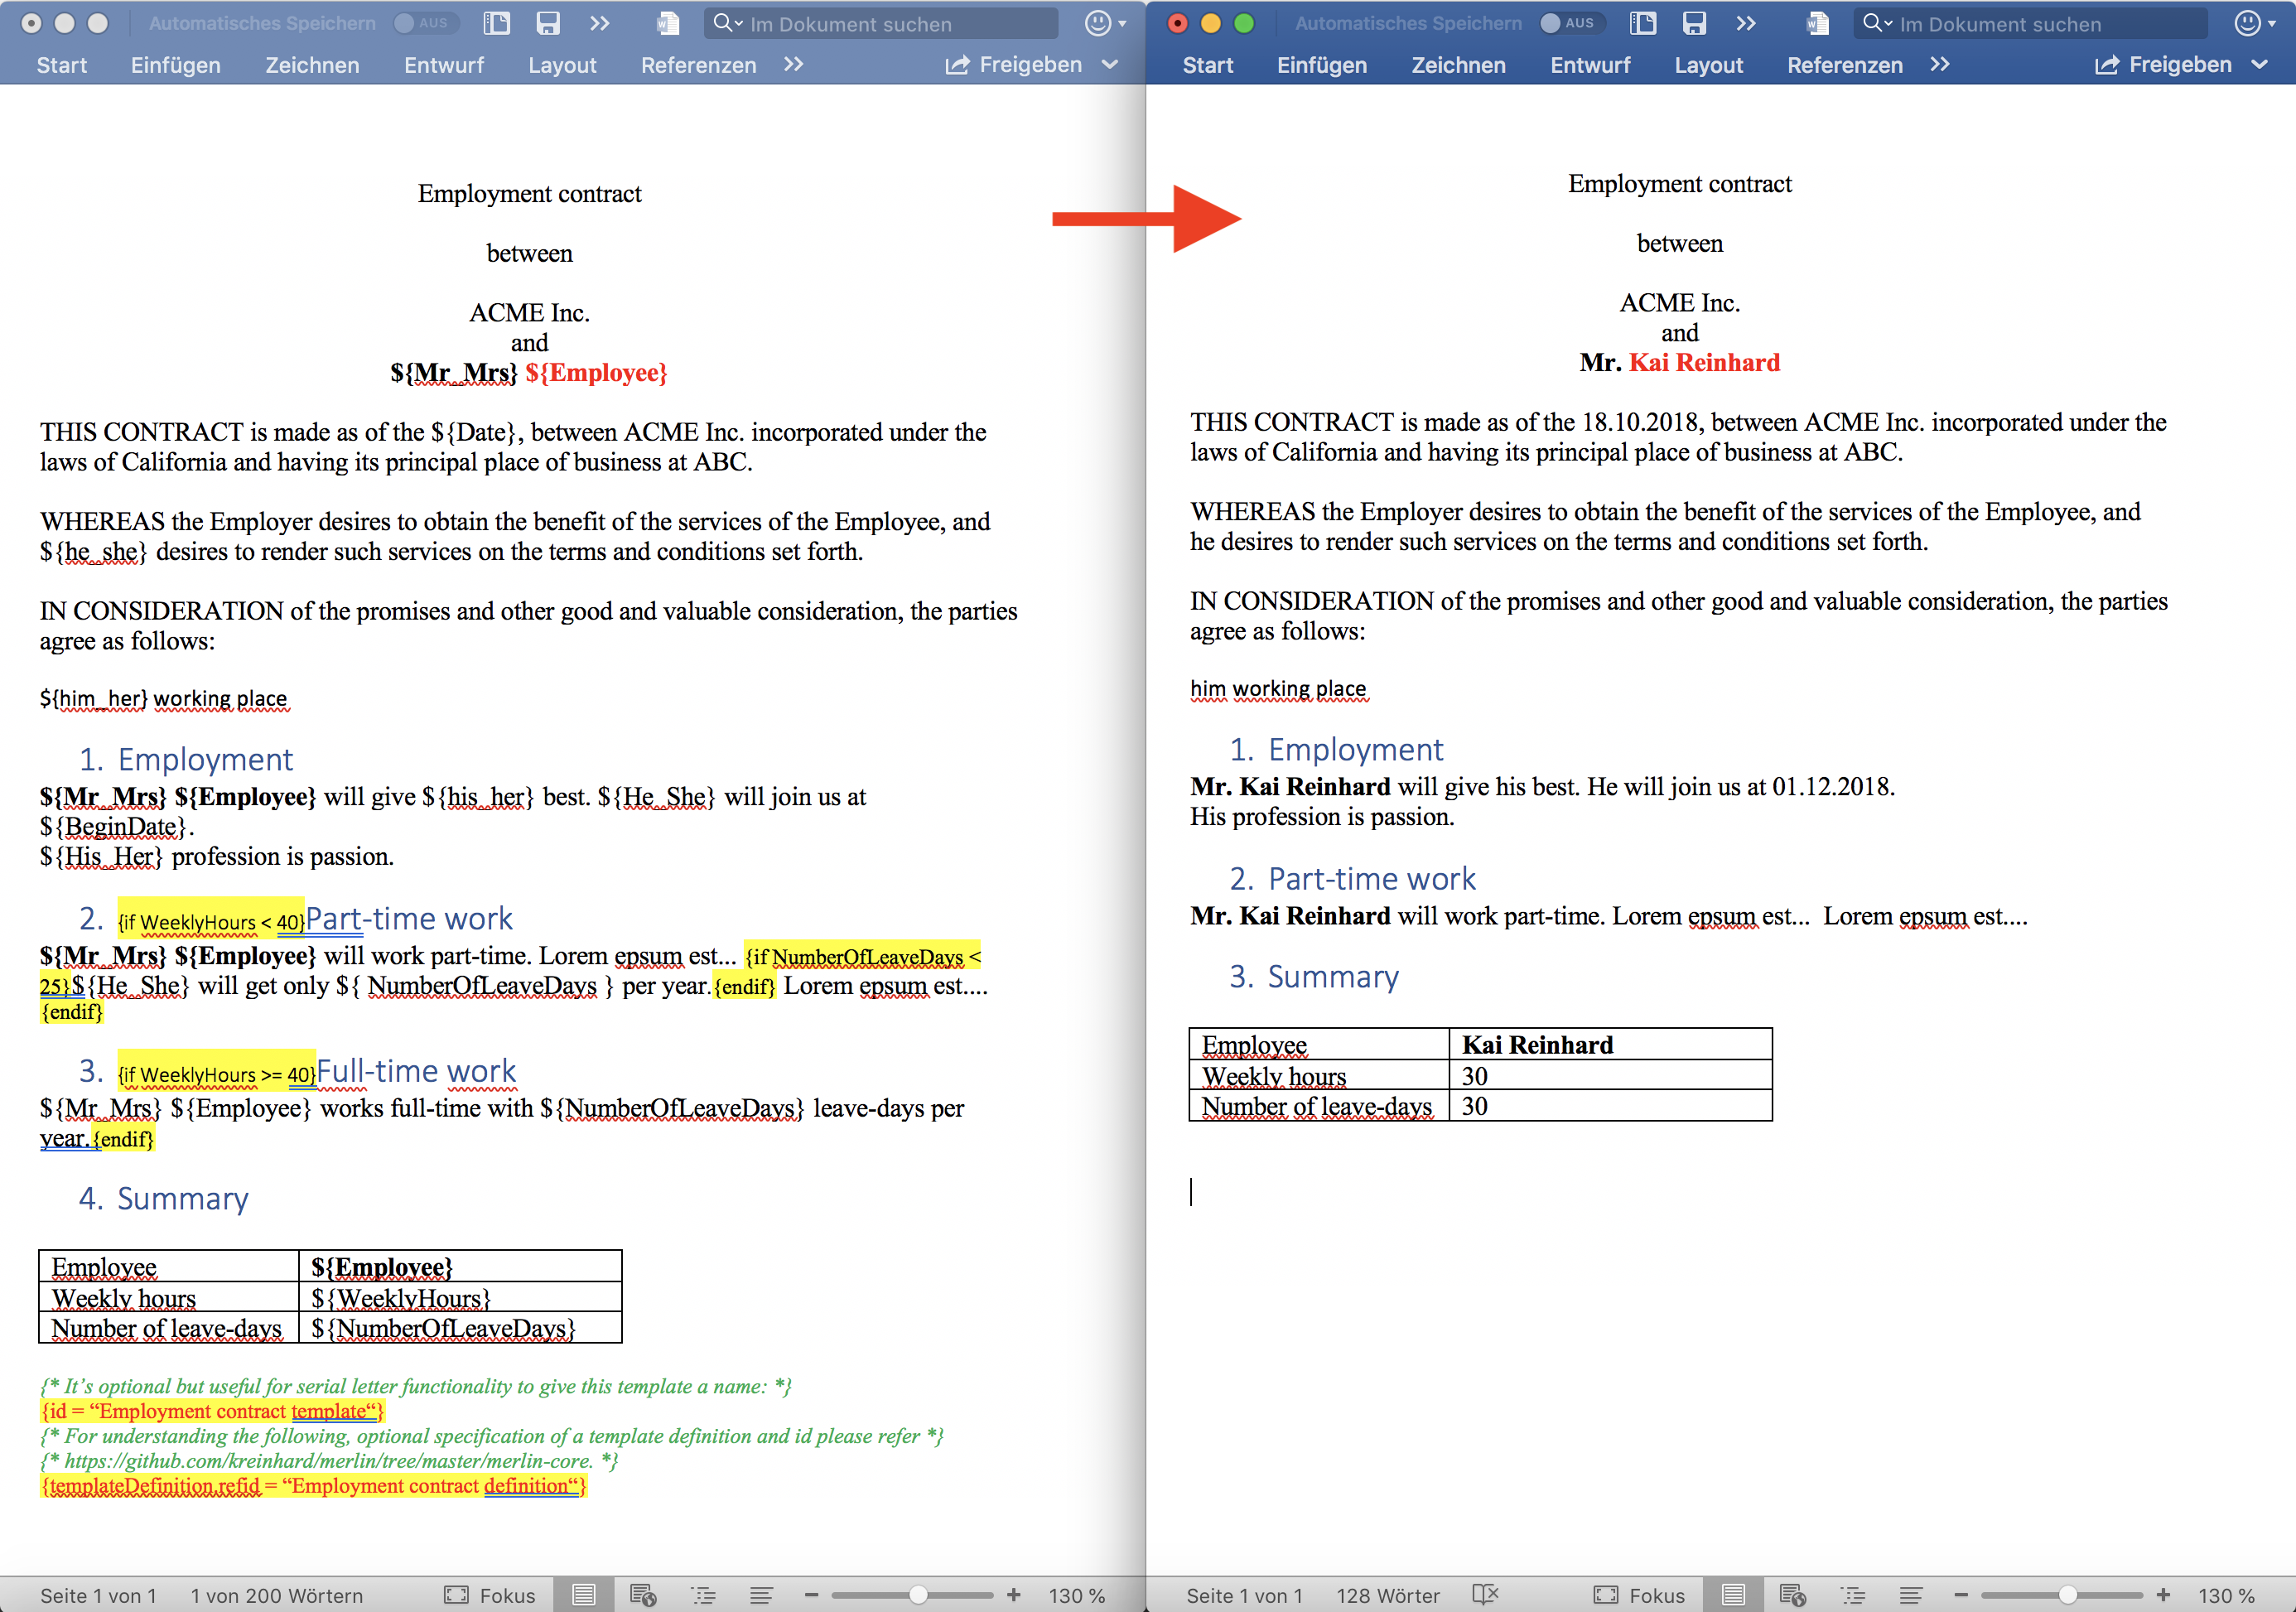 Automatisches Speichern AUS Im Dokument suchen
Start Einfügen Zeichnen Entwurf Layout Referenzen Freigeben
Employment contract
between
ACME Inc.
and
${Mr_Mrs} ${Employee}
THIS CONTRACT is made as of the ${Date}, between ACME Inc. incorporated under the
laws of California and having its principal place of business at ABC.
WHEREAS the Employer desires to obtain the benefit of the services of the Employee, and
${he_she} desires to render such services on the terms and conditions set forth.
IN CONSIDERATION of the promises and other good and valuable consideration, the parties
agree as follows:
${him_her} working place
1. Employment
${Mr_Mrs} ${Employee} will give ${his_her} best. ${He_She} will join us at
${BeginDate}.
${His_Her} profession is passion.
2. {if WeeklyHours < 40}Part-time work
${Mr_Mrs} ${Employee} will work part-time. Lorem epsum est... {if NumberOfLeaveDays <
25}${He_She} will get only ${ NumberOfLeaveDays } per year.{endif} Lorem epsum est....
{endif}
3. {if WeeklyHours >= 40}Full-time work
${Mr_Mrs} ${Employee} works full-time with ${NumberOfLeaveDays} leave-days per
year.{endif}
4. Summary
Employee ${Employee}
Weekly hours ${WeeklyHours}
Number of leave-days ${NumberOfLeaveDays}
{* It’s optional but useful for serial letter functionality to give this template a name: *}
{id = “Employment contract template“}
{* For understanding the following, optional specification of a template definition and id please refer *}
{* https://github.com/kreinhard/merlin/tree/master/merlin-core. *}
{templateDefinition.refid = “Employment contract definition“}
Seite 1 von 1 1 von 200 Wörtern Fokus 130 %
Automatisches Speichern AUS Im Dokument suchen
Start Einfügen Zeichnen Entwurf Layout Referenzen Freigeben
Employment contract
between
ACME Inc.
and
Mr. Kai Reinhard
THIS CONTRACT is made as of the 18.10.2018, between ACME Inc. incorporated under the
laws of California and having its principal place of business at ABC.
WHEREAS the Employer desires to obtain the benefit of the services of the Employee, and
he desires to render such services on the terms and conditions set forth.
IN CONSIDERATION of the promises and other good and valuable consideration, the parties
agree as follows:
him working place
1. Employment
Mr. Kai Reinhard will give his best. He will join us at 01.12.2018.
His profession is passion.
2. Part-time work
Mr. Kai Reinhard will work part-time. Lorem epsum est... Lorem epsum est....
3. Summary
Employee Kai Reinhard
Weekly hours 30
Number of leave-days 30
Seite 1 von 1 128 Wörter Fokus 130 %